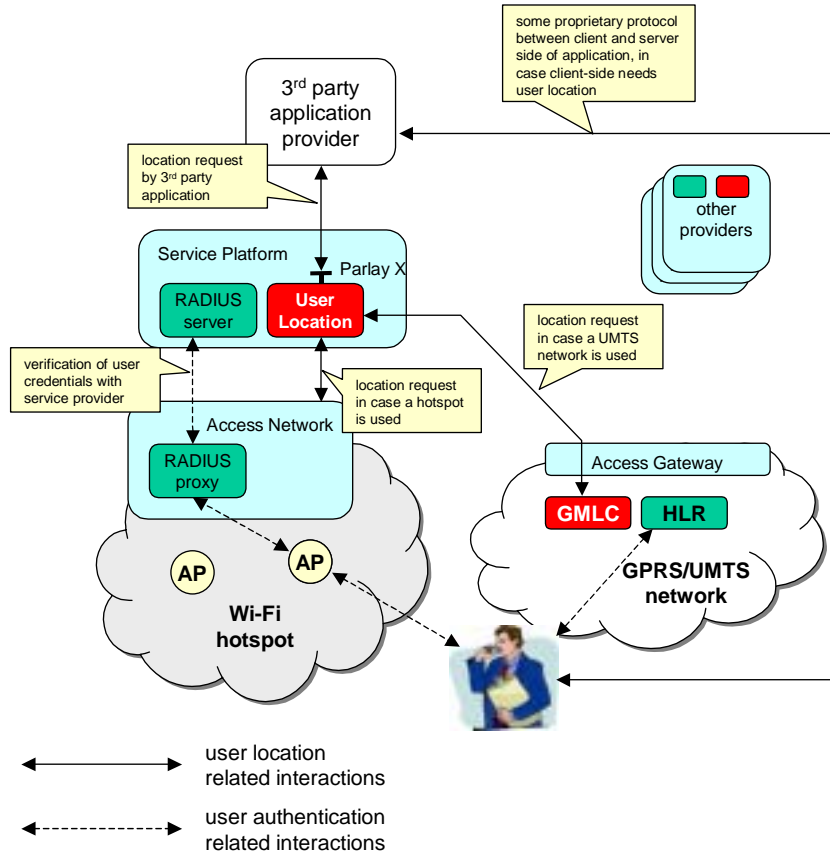 some proprietary protocol
between client and server
side of application, in
case client-side needs
user location
3rd party
application
provider
location request
by 3rd party
application
other
providers
Service Platform
Parlay X
RADIUS
server
User
Location
location request
in case a UMTS
network is used
verification of user
credentials with
service provider
location request
in case a hotspot
is used
Access Network
RADIUS
proxy
Access Gateway
GMLC
HLR
AP
AP
GPRS/UMTS
network
Wi-Fi
hotspot
user location
related interactions
user authentication
related interactions